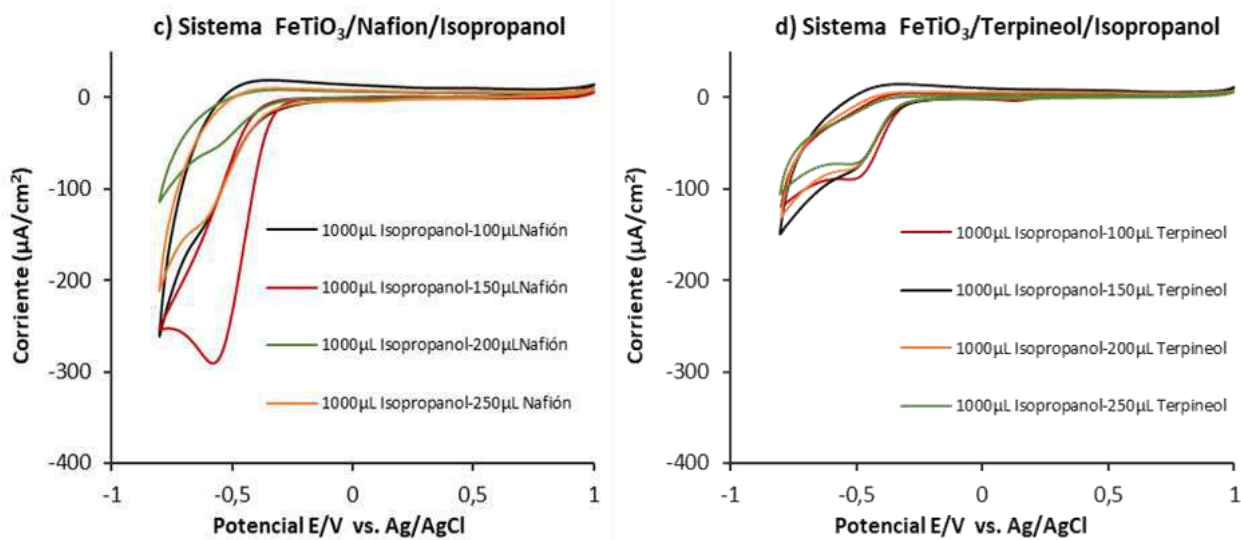 c) Sistema FeTiO₃/Nafion/Isopropanol
0
-100
-200
-300
-400
-1
-0,5
0
0,5
1
Corriente (µA/cm²)
Potencial E/V vs. Ag/AgCl
1000µL Isopropanol-100µLNafión
1000µL Isopropanol-150µLNafión
1000µL Isopropanol-200µLNafión
1000µL Isopropanol-250µL Nafión
d) Sistema FeTiO₃/Terpineol/Isopropanol
0
-100
-200
-300
-400
-1
-0,5
0
0,5
1
Corriente (µA/cm²)
Potencial E/V vs. Ag/AgCl
1000µL Isopropanol-100µL Terpineol
1000µL Isopropanol-150µL Terpineol
1000µL Isopropanol-200µL Terpineol
1000µL Isopropanol-250µL Terpineol